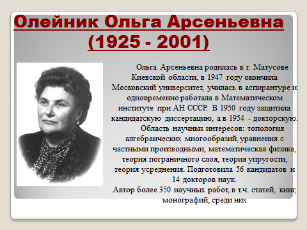 Олейник Ольга Арсеньевна
(1925 - 2001)
Ольга Арсеньевна родилась в г. Матусове
Киевской области, в 1947 году окончила
Московский университет, училась в аспирантуре и
одновременно работала в Математическом
институте при АН СССР. В 1950 году защитила
кандидатскую диссертацию, а в 1954 - докторскую.
Область научных интересов: топология
алгебраических многообразий, уравнения с
частными производными, математическая физика,
теория пограничного слоя, теория упругости,
теория усреднения. Подготовила 56 кандидатов и
14 докторов наук.
Автор более 350 научных работ, в т.ч. статей, книг,
монографий, среди них